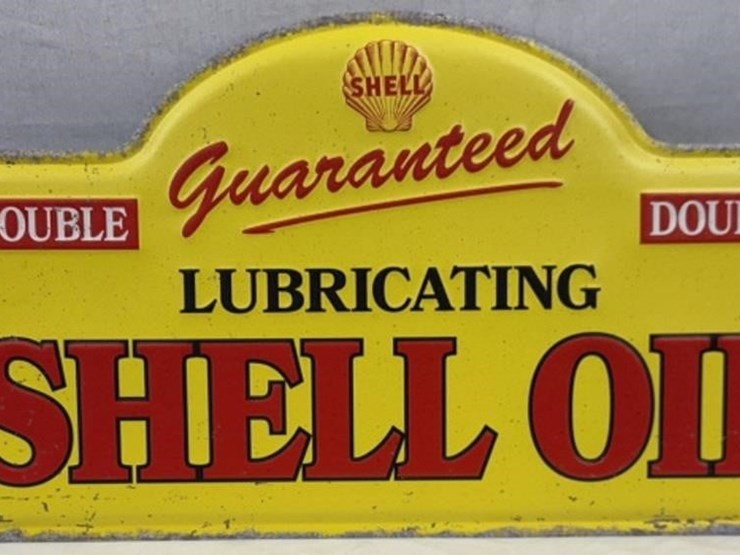 SHELL
Guaranteed
OUBLE DOU
LUBRICATING
SHELL OI